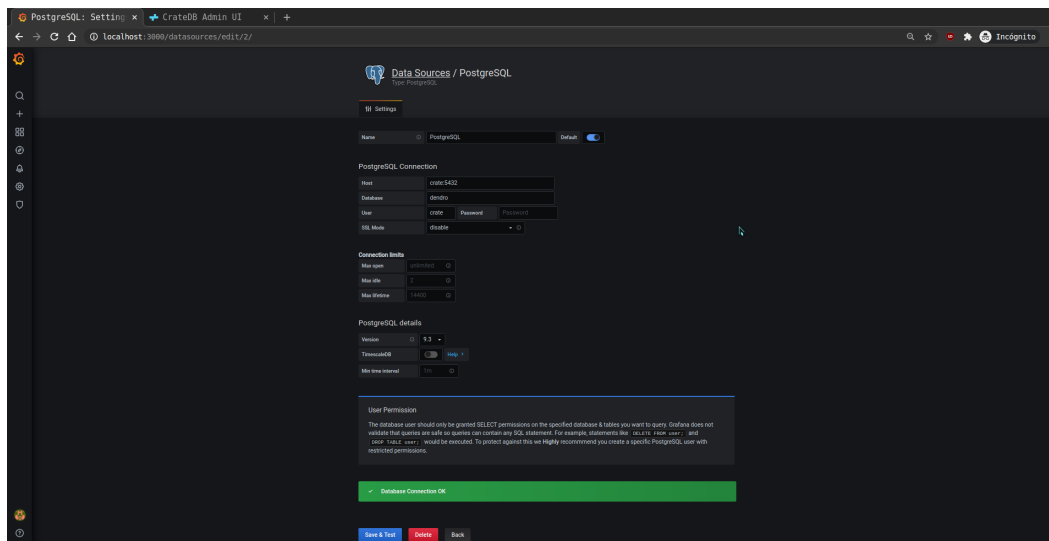 PostgreSQL: Setting
CrateDB Admin UI
localhost:3000/datasources/edit/2/
Incógnito
Data Sources / PostgreSQL
Type: PostgreSQL
Settings
Name PostgreSQL Default
PostgreSQL Connection
Host crate:5432
Database dendro
User crate Password Password
SSL Mode disable
Connection limits
Max open unlimited
Max idle 2
Max lifetime 14400
PostgreSQL details
Version 9.3
TimescaleDB Help ›
Min time interval 1m
User Permission
The database user should only be granted SELECT permissions on the specified database & tables you want to query. Grafana does not
validate that queries are safe so queries can contain any SQL statement. For example, statements like DELETE FROM user; and
DROP TABLE user; would be executed. To protect against this we Highly recommmend you create a specific PostgreSQL user with
restricted permissions.
Database Connection OK
Save & Test Delete Back